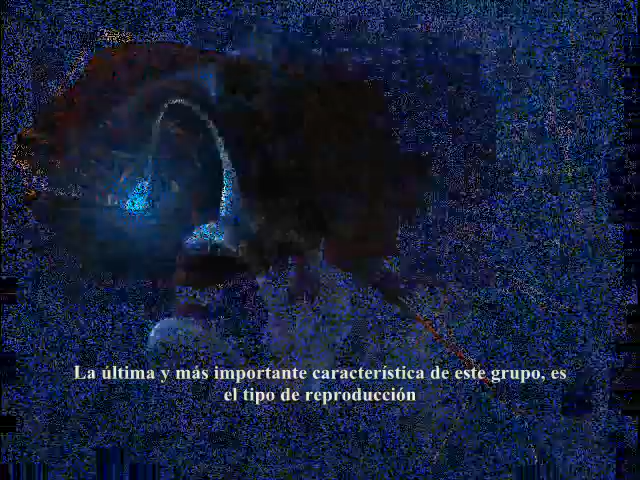 La última y más importante característica de este grupo, es
el tipo de reproducción